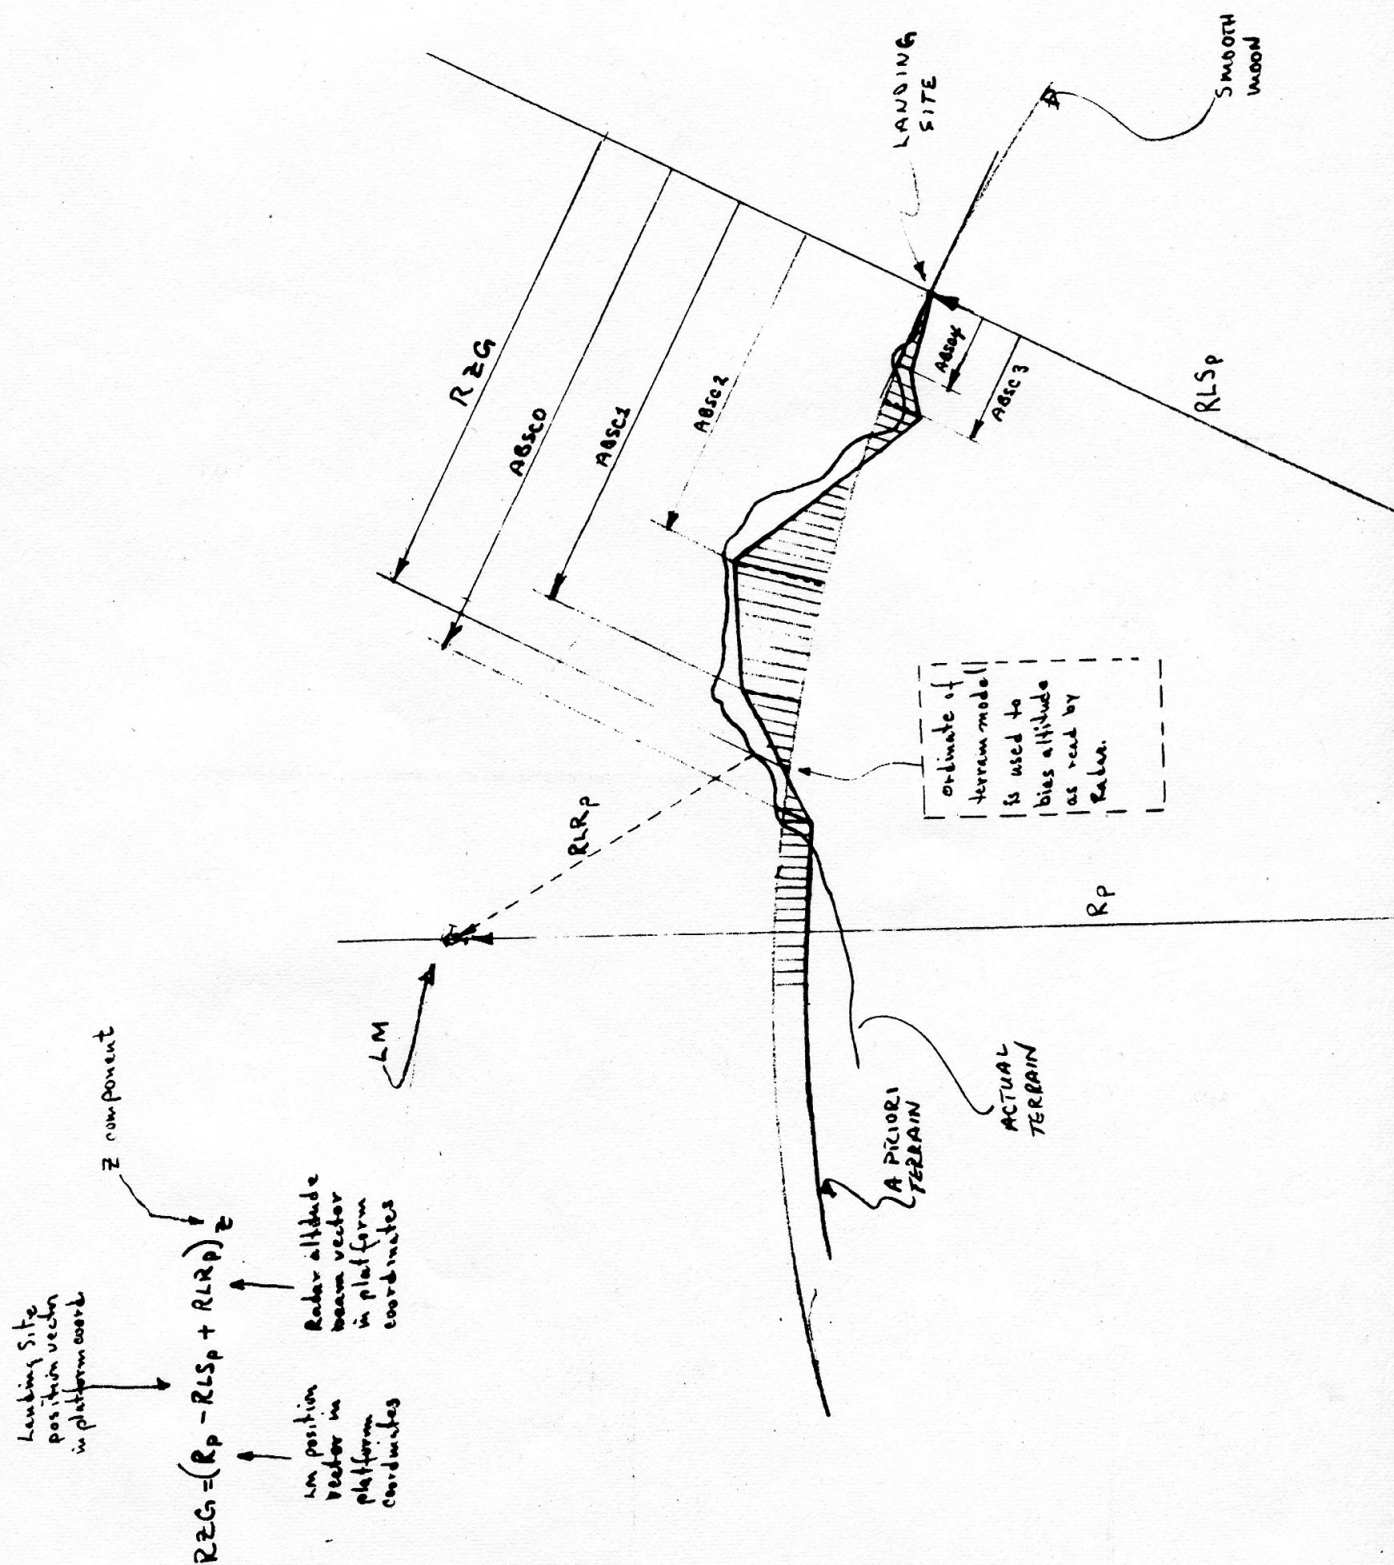 Landing Site
position vector
in platform coord
RZG = (Rp - RLSp + RLRp)z
z component
LM position
vector in
platform
coordinates
Radar altitude
beam vector
in platform
coordinates
LM
RZG
ABSC0
ABSC1
ABSC2
LANDING
SITE
SMOOTH
MOON
ABSC4
ABSC3
RLSp
RLRp
Rp
ordinate of
terrain model
is used to
bias altitude
as read by
Radar.
A PICIORI
TERRAIN
ACTUAL
TERRAIN